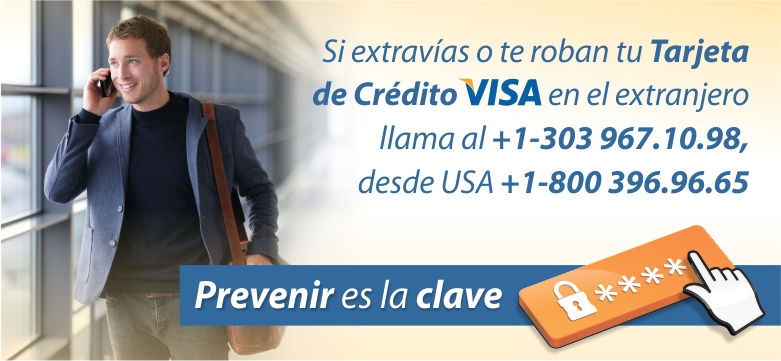 Si extravías o te roban tu Tarjeta
de Crédito VISA en el extranjero
llama al +1-303 967.10.98,
desde USA +1-800 396.96.65
Prevenir es la clave
****